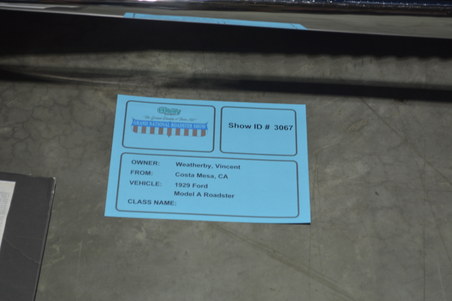 Show ID # 3067
OWNER: Weatherby, Vincent
FROM: Costa Mesa, CA
VEHICLE: 1929 Ford
Model A Roadster
CLASS NAME: